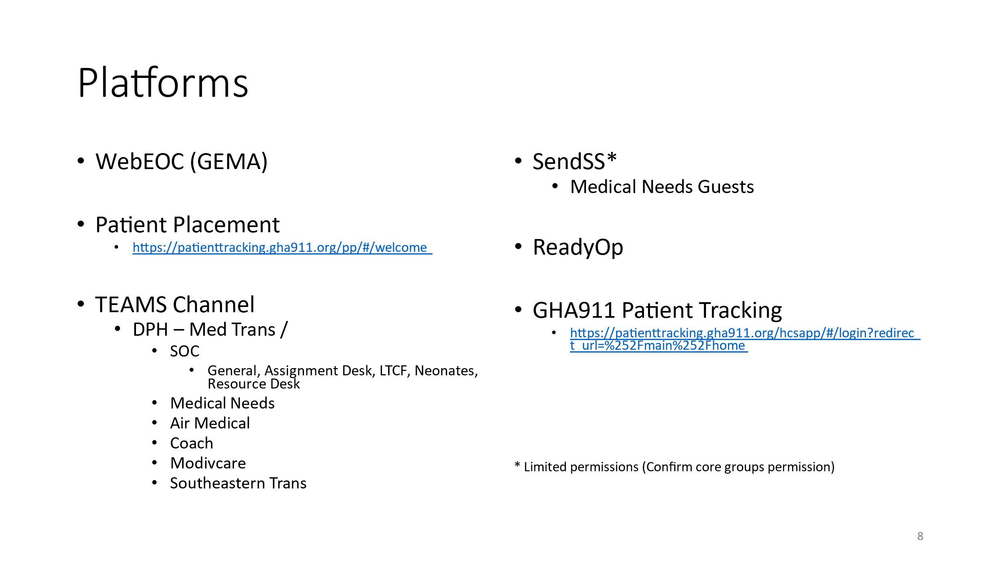 Platforms
• WebEOC (GEMA)
• Patient Placement
• https://patienttracking.gha911.org/pp/#/welcome
• TEAMS Channel
• DPH – Med Trans /
• SOC
• General, Assignment Desk, LTCF, Neonates,
Resource Desk
• Medical Needs
• Air Medical
• Coach
• Modivcare
• Southeastern Trans
• SendSS*
• Medical Needs Guests
• ReadyOp
• GHA911 Patient Tracking
• https://patienttracking.gha911.org/hcsapp/#/login?redirec
t_url=%252Fmain%252Fhome
* Limited permissions (Confirm core groups permission)
8